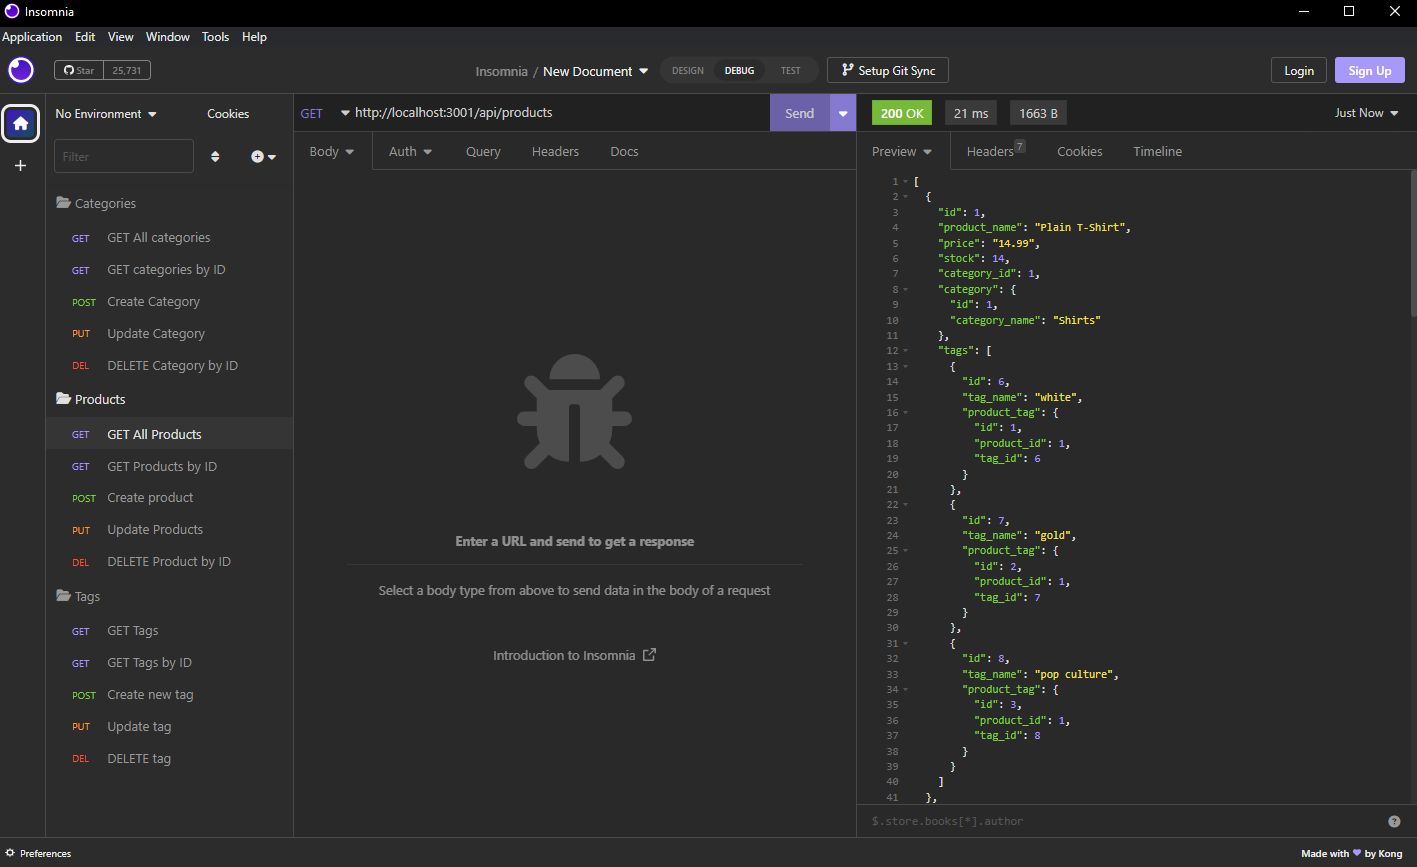 Insomnia
Application Edit View Window Tools Help
Star 25,731
Insomnia / New Document
DESIGN DEBUG TEST
Setup Git Sync
Login
Sign Up
No Environment
Cookies
Filter
Categories
GET GET All categories
GET GET categories by ID
POST Create Category
PUT Update Category
DEL DELETE Category by ID
Products
GET GET All Products
GET GET Products by ID
POST Create product
PUT Update Products
DEL DELETE Product by ID
Tags
GET GET Tags
GET GET Tags by ID
POST Create new tag
PUT Update tag
DEL DELETE tag
GET http://localhost:3001/api/products Send
Body Auth Query Headers Docs
Enter a URL and send to get a response
Select a body type from above to send data in the body of a request
Introduction to Insomnia
200 OK 21 ms 1663 B Just Now
Preview Headers 7 Cookies Timeline
1 [
2 {
3 "id": 1,
4 "product_name": "Plain T-Shirt",
5 "price": "14.99",
6 "stock": 14,
7 "category_id": 1,
8 "category": {
9 "id": 1,
10 "category_name": "Shirts"
11 },
12 "tags": [
13 {
14 "id": 6,
15 "tag_name": "white",
16 "product_tag": {
17 "id": 1,
18 "product_id": 1,
19 "tag_id": 6
20 }
21 },
22 {
23 "id": 7,
24 "tag_name": "gold",
25 "product_tag": {
26 "id": 2,
27 "product_id": 1,
28 "tag_id": 7
29 }
30 },
31 {
32 "id": 8,
33 "tag_name": "pop culture",
34 "product_tag": {
35 "id": 3,
36 "product_id": 1,
37 "tag_id": 8
38 }
39 }
40 ]
41 },
$.store.books[*].author
Preferences
Made with by Kong